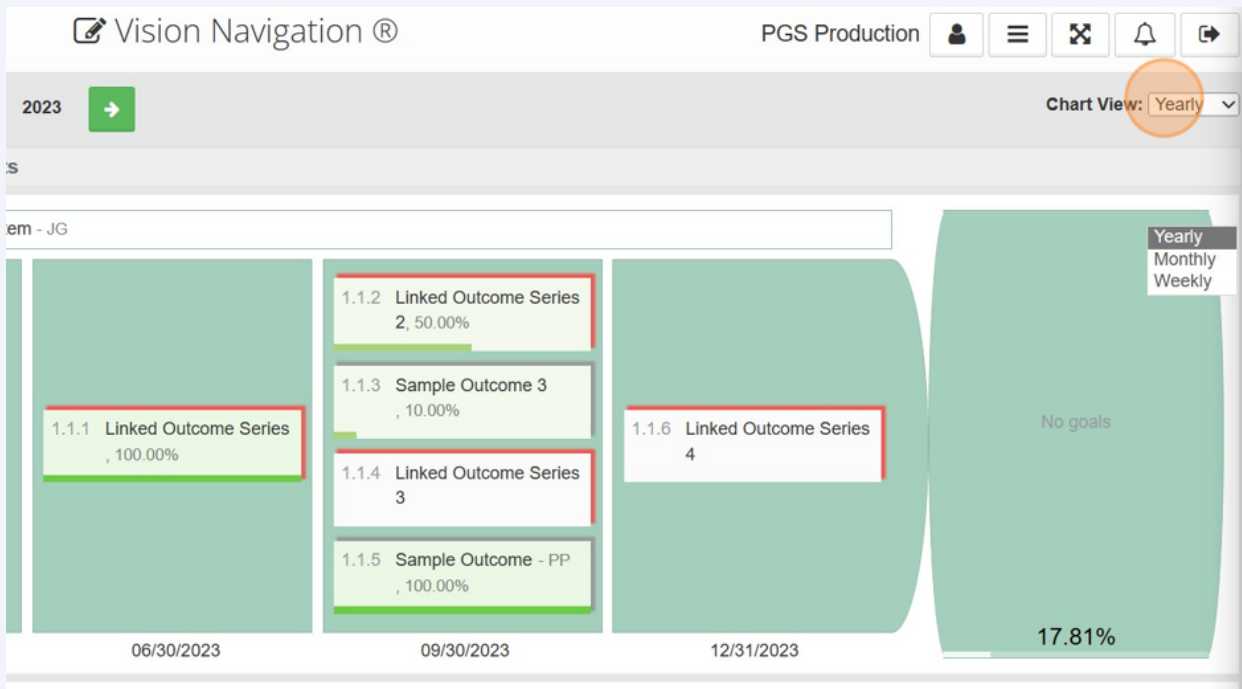 Vision Navigation ®
PGS Production
2023
Chart View: Yearly
ts
em - JG
Yearly
Monthly
Weekly
1.1.1 Linked Outcome Series
, 100.00%
1.1.2 Linked Outcome Series
2, 50.00%
1.1.3 Sample Outcome 3
, 10.00%
1.1.4 Linked Outcome Series
3
1.1.5 Sample Outcome - PP
, 100.00%
1.1.6 Linked Outcome Series
4
No goals
17.81%
06/30/2023
09/30/2023
12/31/2023